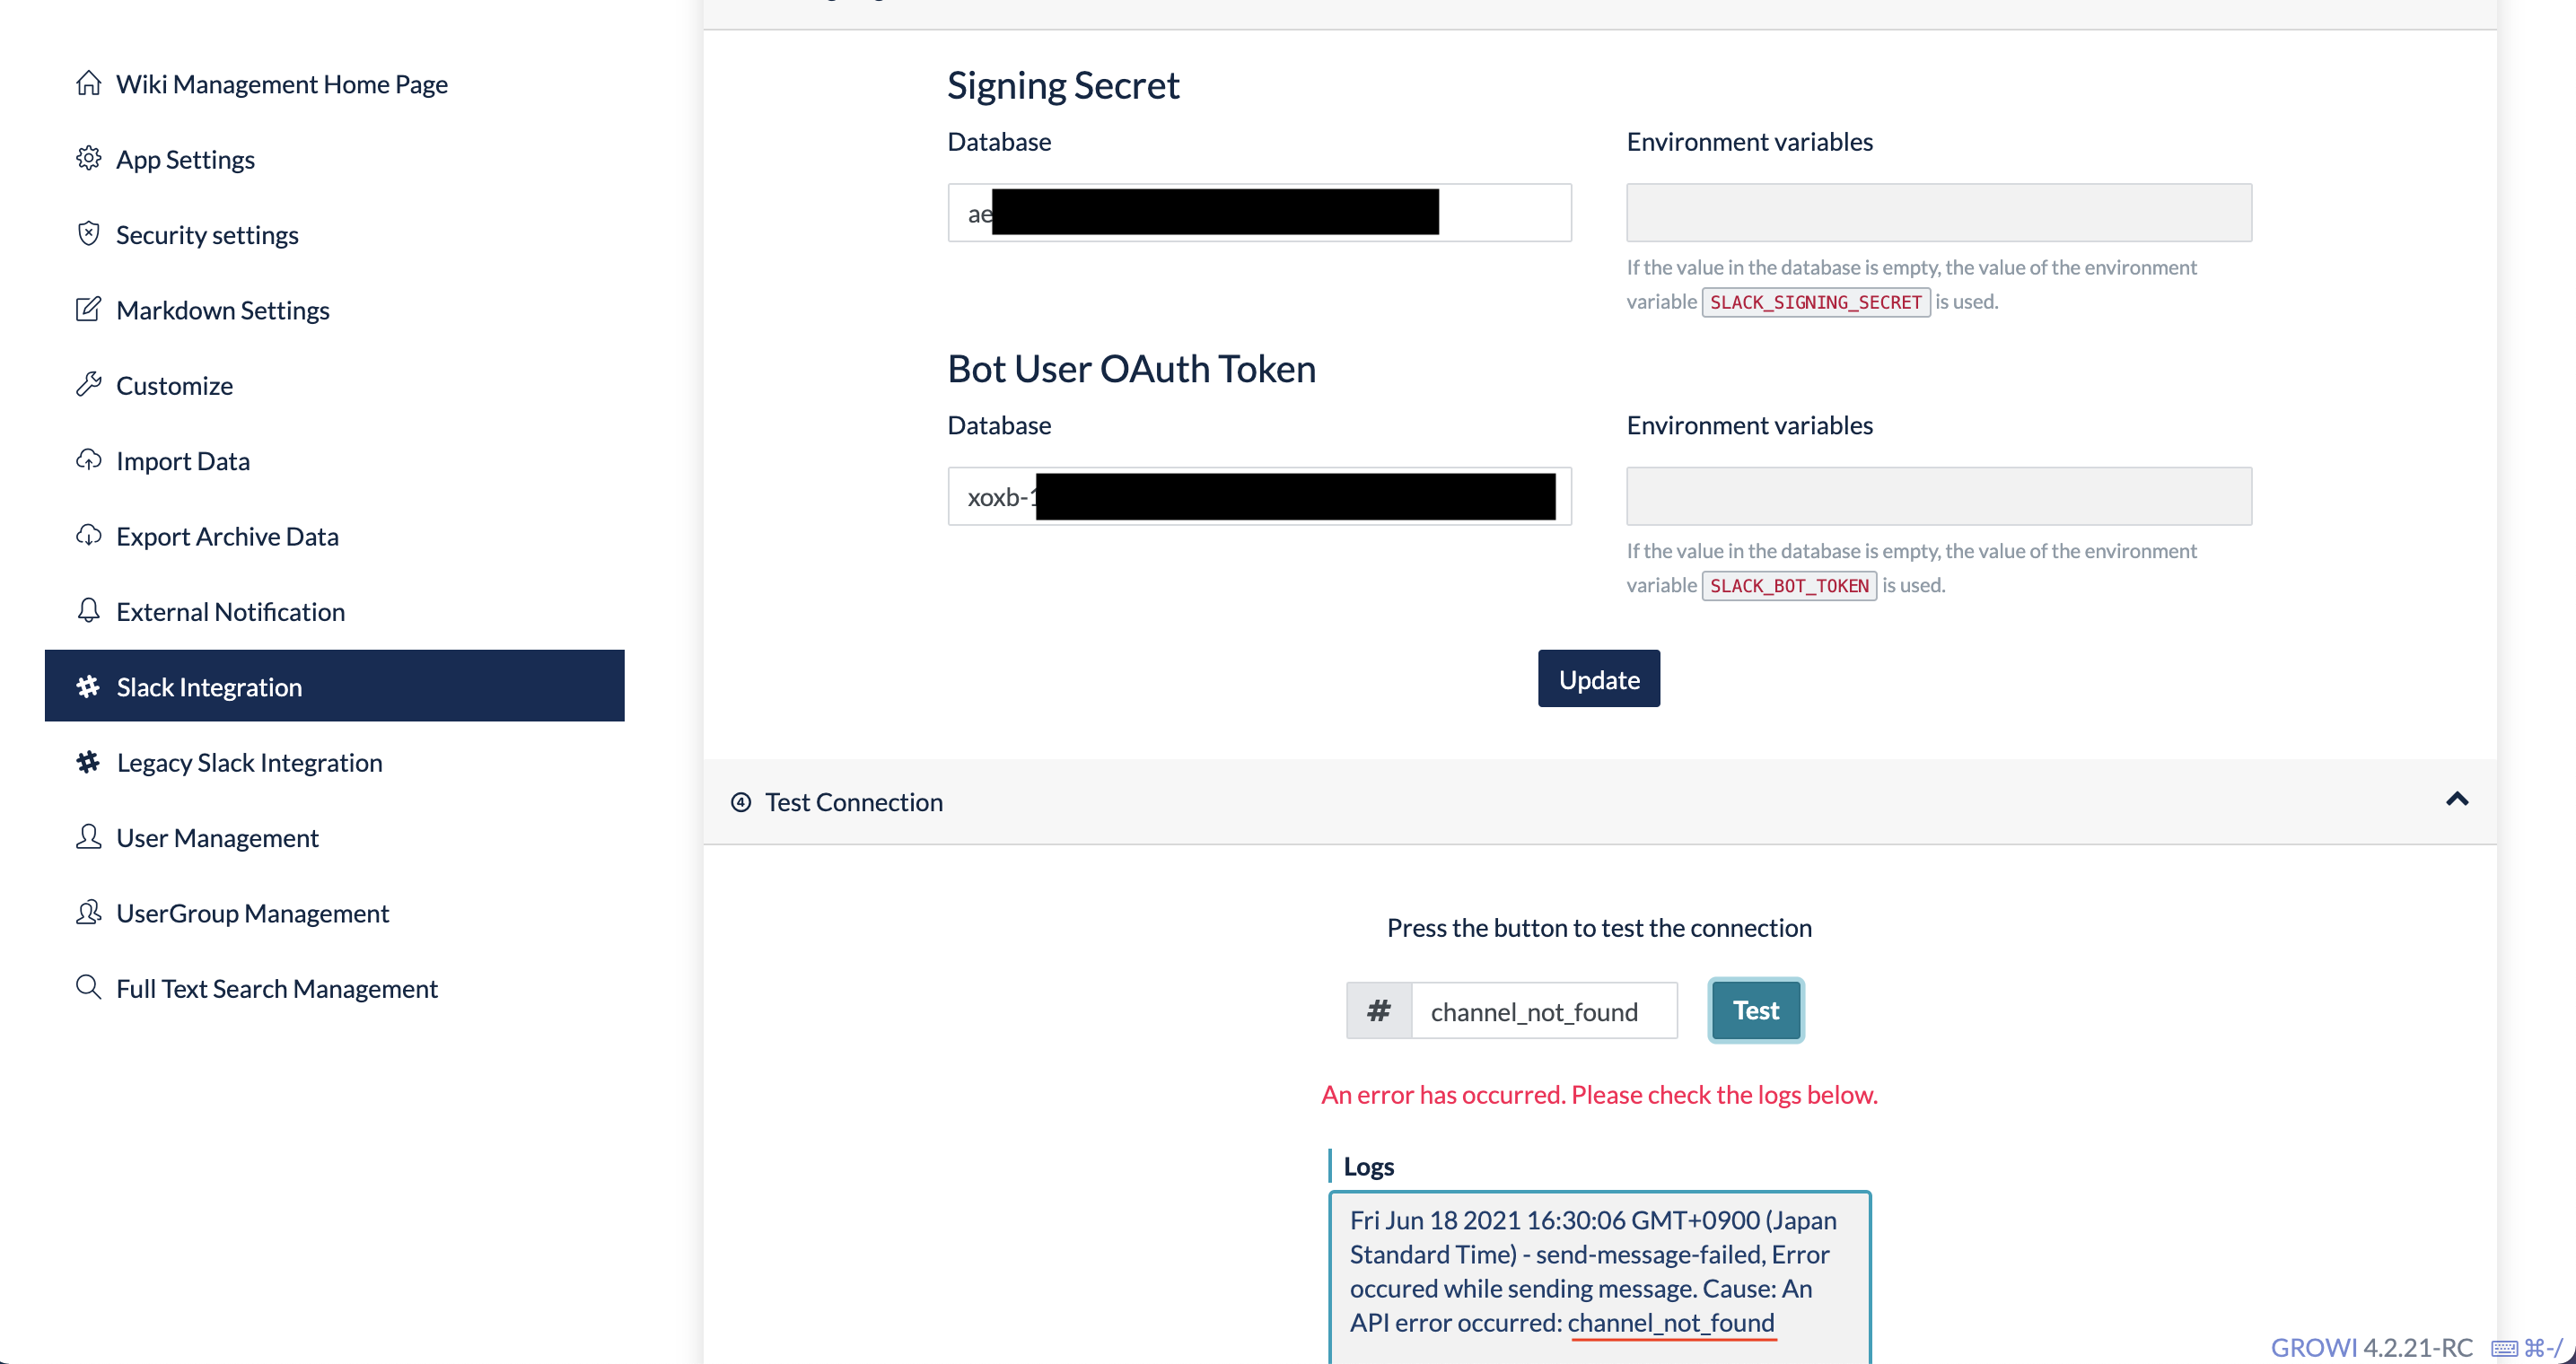 Wiki Management Home Page
App Settings
Security settings
Markdown Settings
Customize
Import Data
Export Archive Data
External Notification
Slack Integration
Legacy Slack Integration
User Management
UserGroup Management
Full Text Search Management
Signing Secret
Database
Environment variables
ae
If the value in the database is empty, the value of the environment
variable SLACK_SIGNING_SECRET is used.
Bot User OAuth Token
Database
Environment variables
xoxb-1
If the value in the database is empty, the value of the environment
variable SLACK_BOT_TOKEN is used.
Update
④ Test Connection
Press the button to test the connection
# channel_not_found Test
An error has occurred. Please check the logs below.
Logs
Fri Jun 18 2021 16:30:06 GMT+0900 (Japan
Standard Time) - send-message-failed, Error
occured while sending message. Cause: An
API error occurred: channel_not_found
GROWI 4.2.21-RC ⌘-/